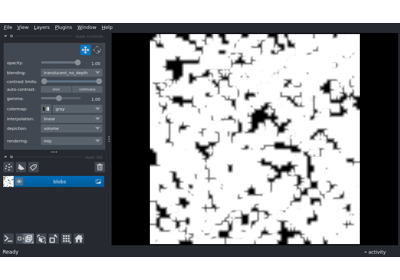 File View Layers Plugins Window Help
opacity: 1.00
blending: translucent_no_depth
contrast limits:
auto-contrast: once continuous
gamma: 1.00
colormap: gray
interpolation: linear
depiction: volume
rendering: mip
blobs
Ready
activity